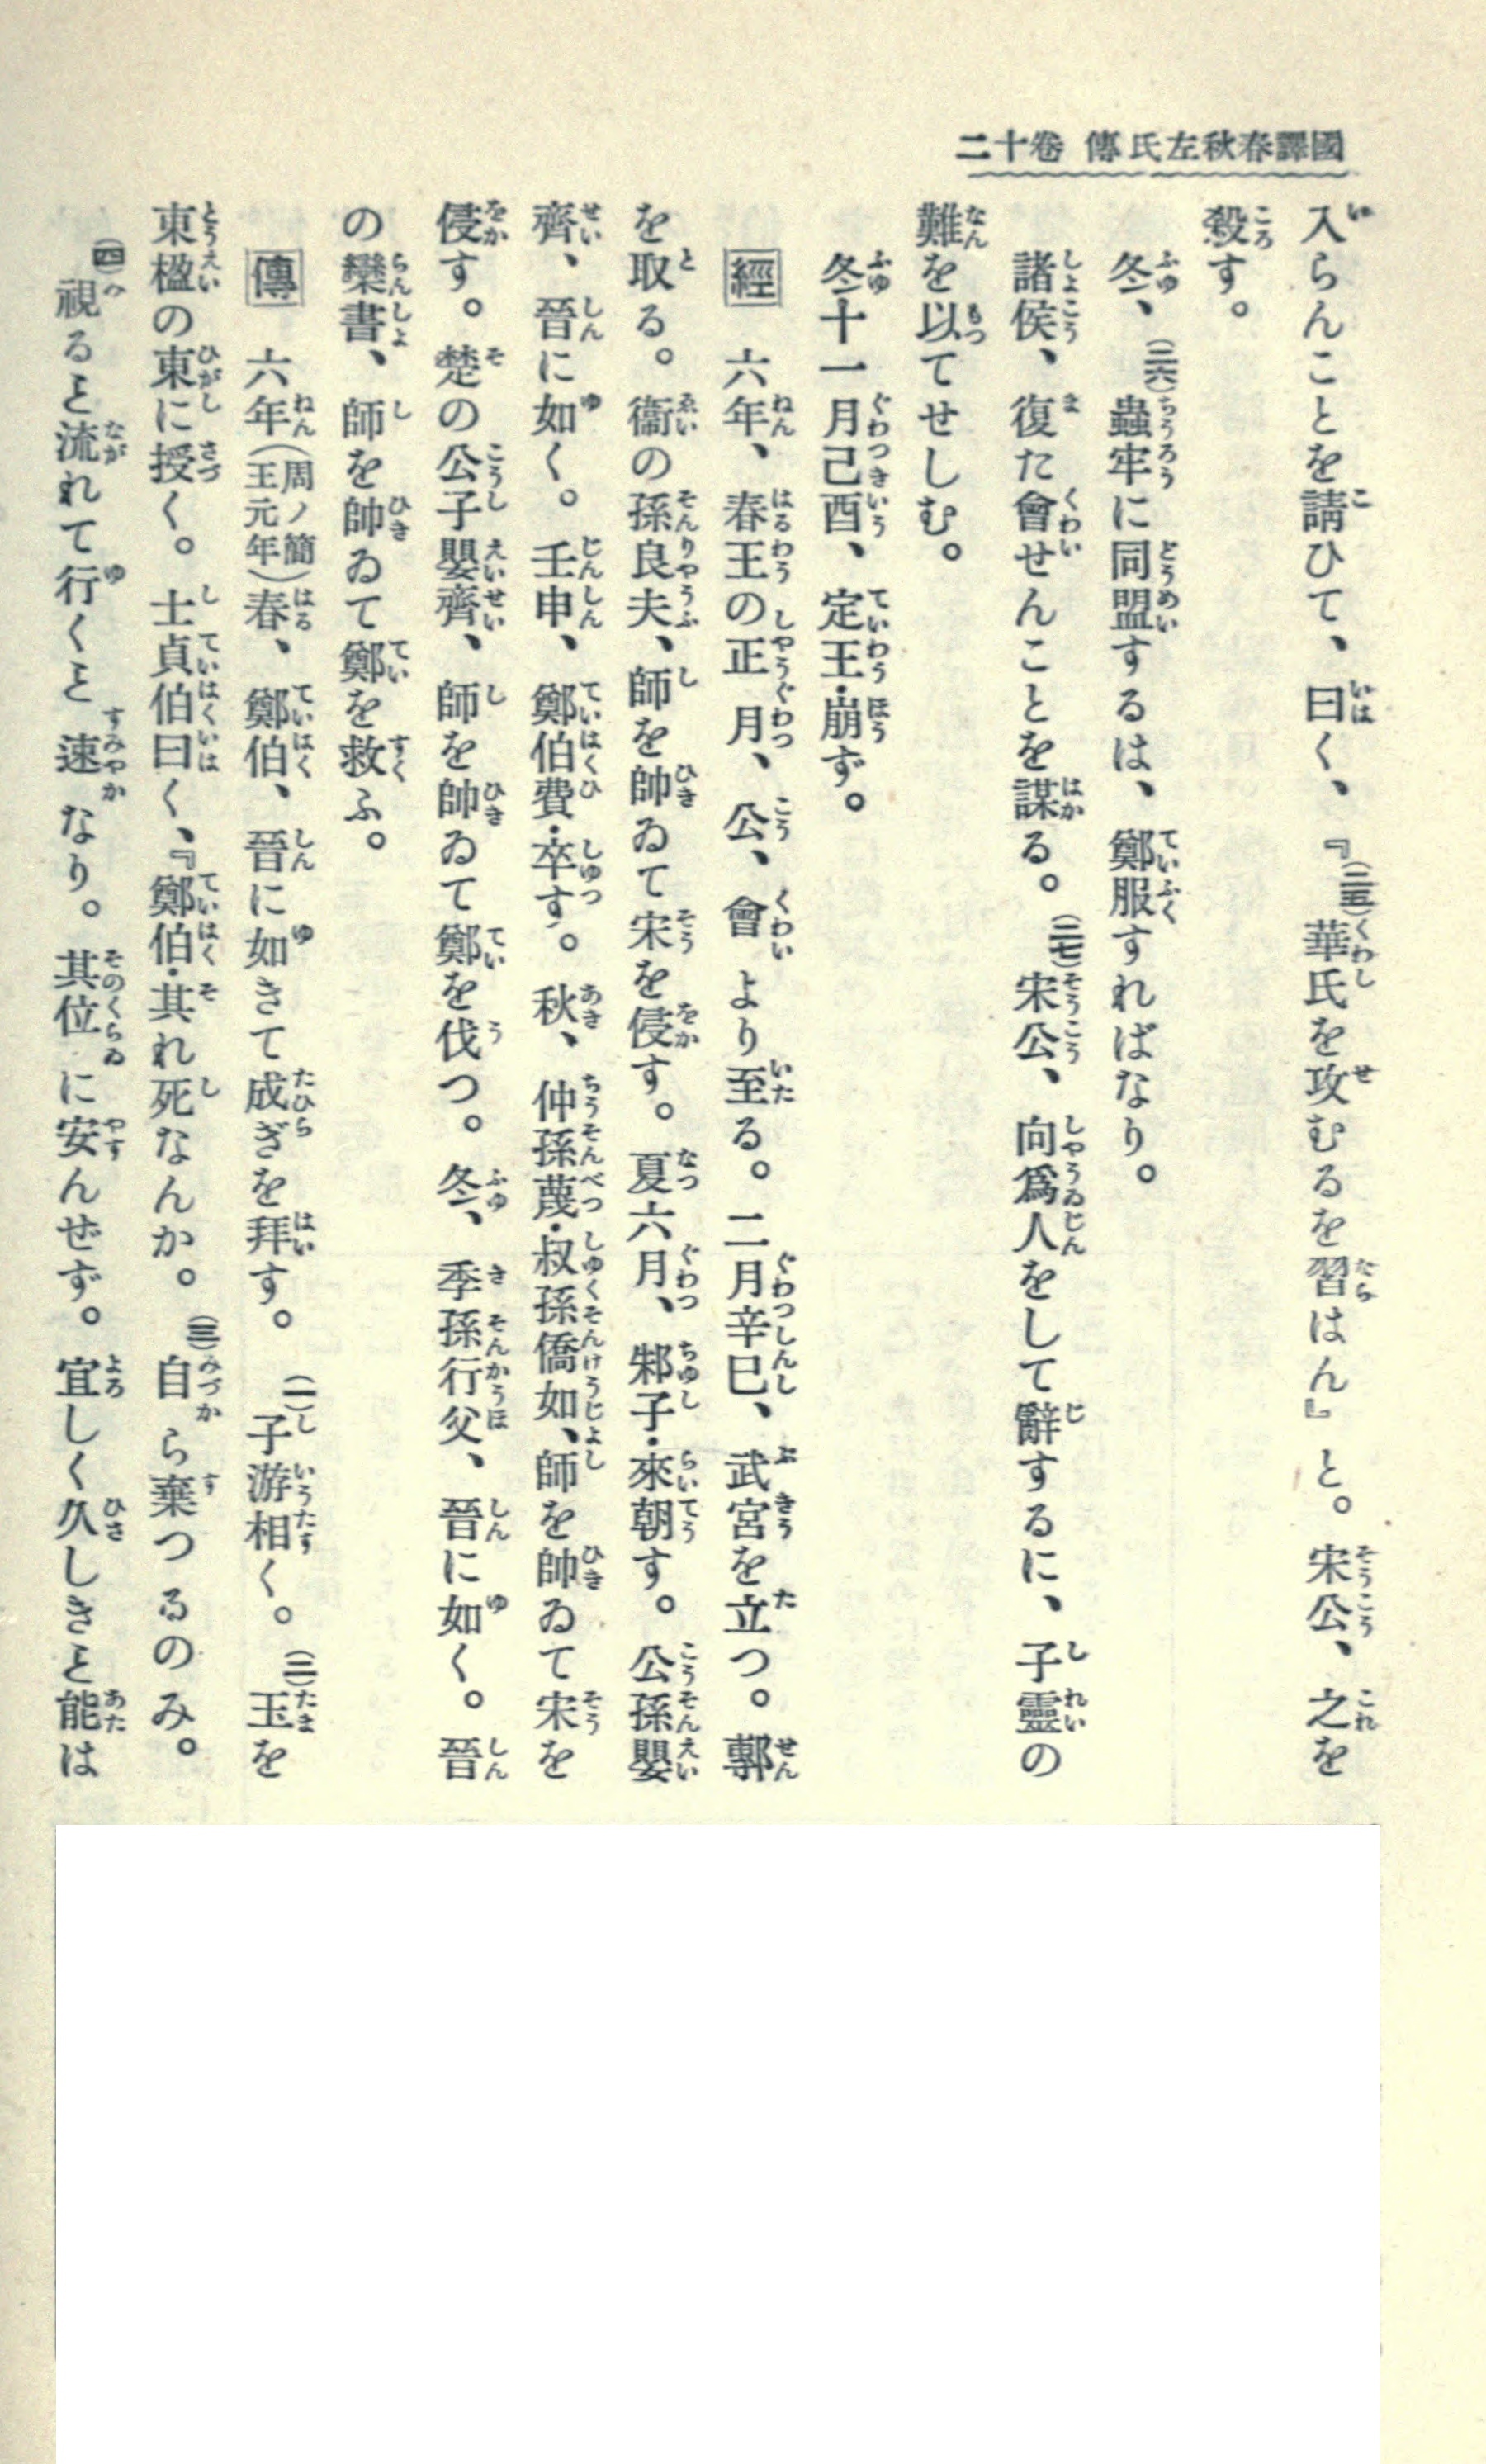 國譯春秋左氏傳 卷十二
入らんことを請ひて、曰く、『(二五)華氏を攻むるを習はん』と。宋公、之を
殺す。
冬、(二六)蟲牢に同盟するは、鄭服すればなり。
諸侯、復た會せんことを謀る。(二七)宋公、向爲人をして辭するに、子靈の
難を以てせしむ。
冬十一月己酉、定王・崩ず。
經 六年、春王の正月、公、會より至る。二月辛巳、武宮を立つ。鄟
を取る。衞の孫良夫、師を帥ゐて宋を侵す。夏六月、邾子・來朝す。公孫嬰
齊、晉に如く。壬申、鄭伯費・卒す。秋、仲孫蔑・叔孫僑如、師を帥ゐて宋を
侵す。楚の公子嬰齊、師を帥ゐて鄭を伐つ。冬、季孫行父、晉に如く。晉
の欒書、師を帥ゐて鄭を救ふ。
傳 六年(周ノ簡王元年)春、鄭伯、晉に如きて成ぎを拜す。(一)子游相く。(二)玉を
東楹の東に授く。士貞伯曰く、『鄭伯・其れ死なんか。(三)自ら棄つるのみ。
(四)視ると流れて行くと速なり。其位に安んぜず。宜しく久しきと能は